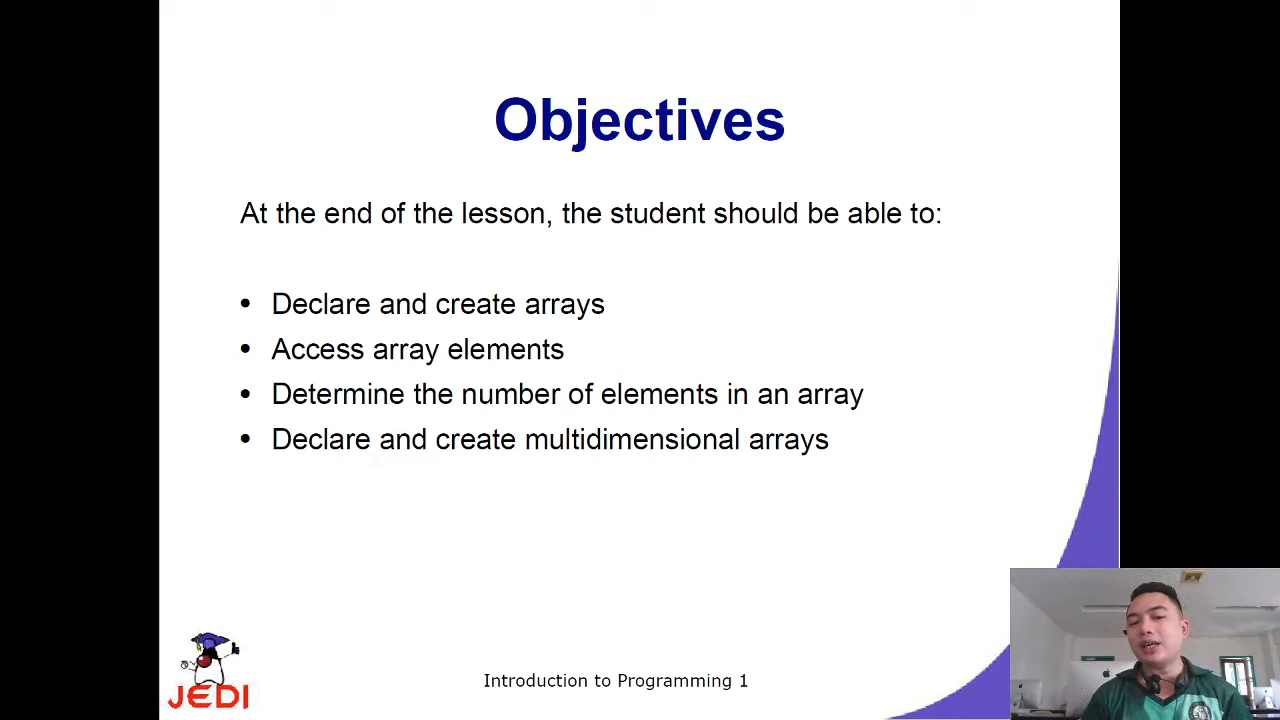 Objectives
At the end of the lesson, the student should be able to:
• Declare and create arrays
• Access array elements
• Determine the number of elements in an array
• Declare and create multidimensional arrays
JEDI
Introduction to Programming 1